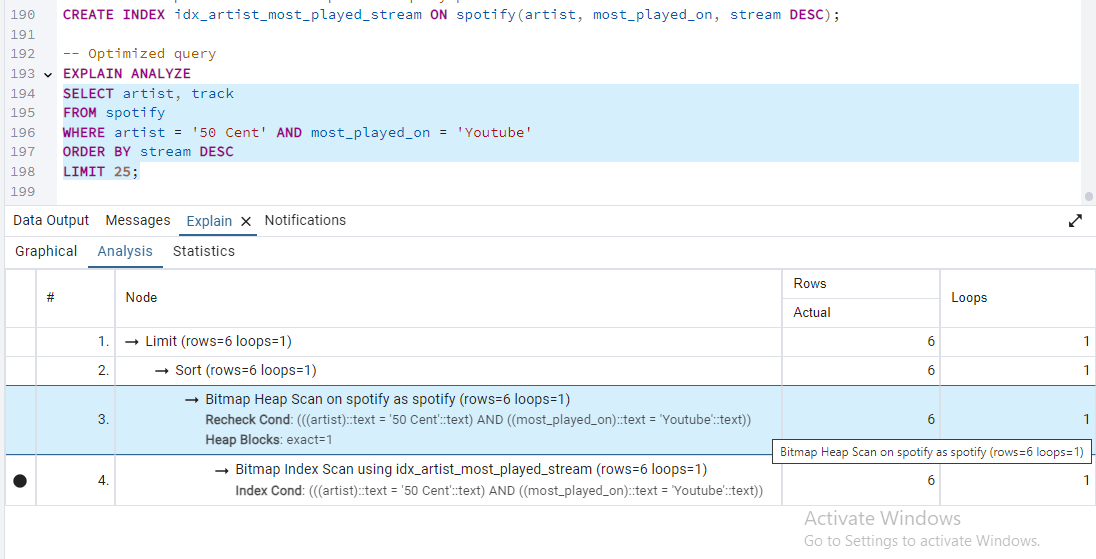 190 CREATE INDEX idx_artist_most_played_stream ON spotify(artist, most_played_on, stream DESC);
191
192 -- Optimized query
193 EXPLAIN ANALYZE
194 SELECT artist, track
195 FROM spotify
196 WHERE artist = '50 Cent' AND most_played_on = 'Youtube'
197 ORDER BY stream DESC
198 LIMIT 25;
199
Data Output Messages Explain Notifications
Graphical Analysis Statistics
# Node Rows Loops
Actual
1. → Limit (rows=6 loops=1) 6 1
2. → Sort (rows=6 loops=1) 6 1
3. → Bitmap Heap Scan on spotify as spotify (rows=6 loops=1) 6 1
Recheck Cond: (((artist)::text = '50 Cent'::text) AND ((most_played_on)::text = 'Youtube'::text))
Heap Blocks: exact=1
Bitmap Heap Scan on spotify as spotify (rows=6 loops=1)
4. → Bitmap Index Scan using idx_artist_most_played_stream (rows=6 loops=1) 6 1
Index Cond: (((artist)::text = '50 Cent'::text) AND ((most_played_on)::text = 'Youtube'::text))
Activate Windows
Go to Settings to activate Windows.